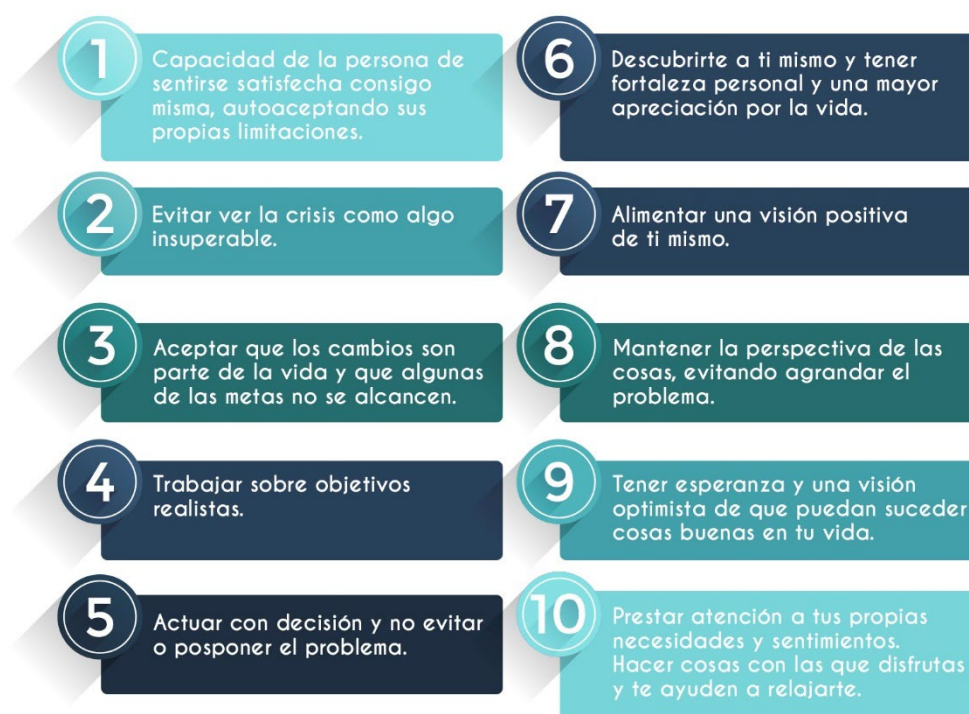 1
Capacidad de la persona de
sentirse satisfecha consigo
misma, autoaceptando sus
propias limitaciones.
2
Evitar ver la crisis como algo
insuperable.
3
Aceptar que los cambios son
parte de la vida y que algunas
de las metas no se alcancen.
4
Trabajar sobre objetivos
realistas.
5
Actuar con decisión y no evitar
o posponer el problema.
6
Descubrirte a ti mismo y tener
fortaleza personal y una mayor
apreciación por la vida.
7
Alimentar una visión positiva
de ti mismo.
8
Mantener la perspectiva de las
cosas, evitando agrandar el
problema.
9
Tener esperanza y una visión
optimista de que puedan suceder
cosas buenas en tu vida.
10
Prestar atención a tus propias
necesidades y sentimientos.
Hacer cosas con las que disfrutas
y te ayuden a relajarte.